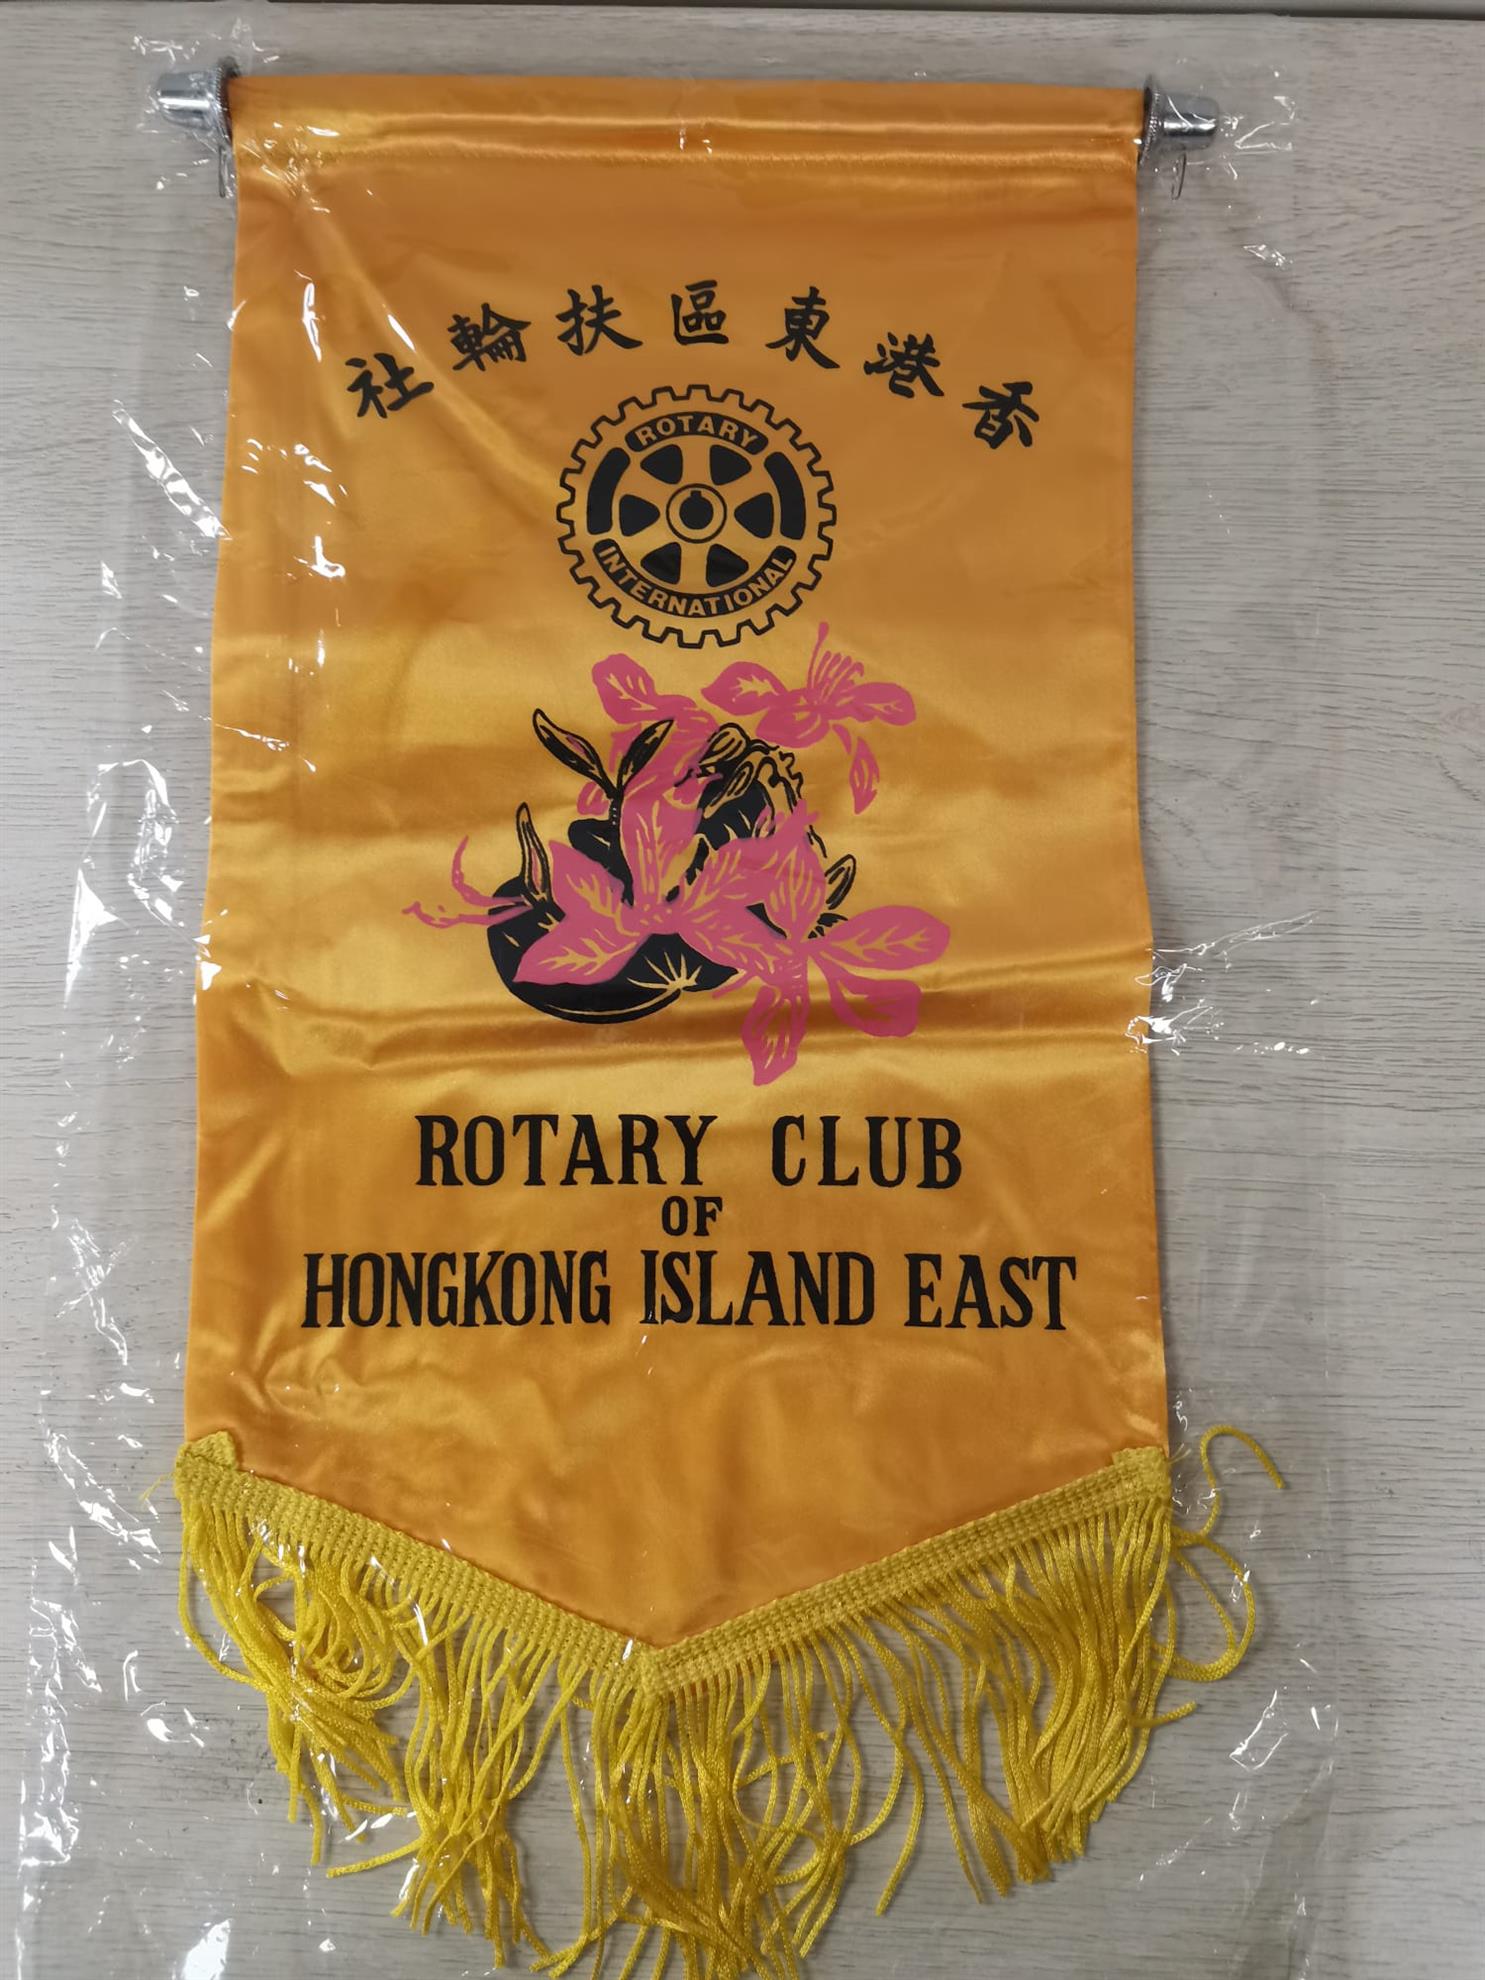 香港東區扶輪社
ROTARY
INTERNATIONAL
ROTARY CLUB
OF
HONGKONG ISLAND EAST